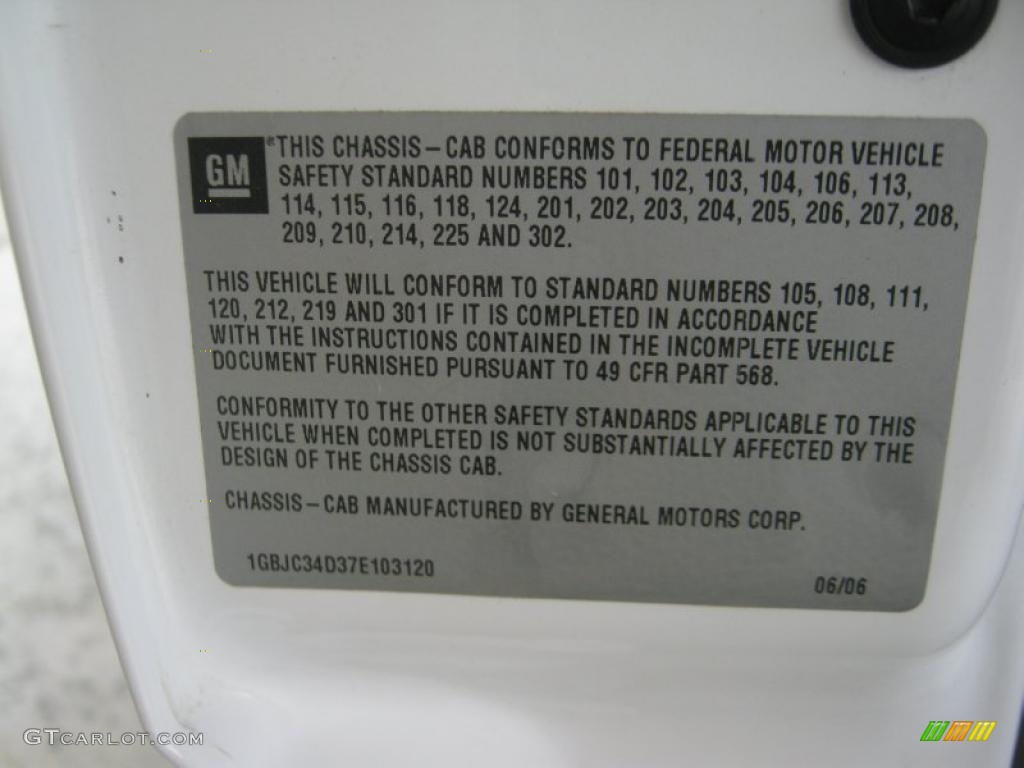 GM
®THIS CHASSIS-CAB CONFORMS TO FEDERAL MOTOR VEHICLE
SAFETY STANDARD NUMBERS 101, 102, 103, 104, 106, 113,
114, 115, 116, 118, 124, 201, 202, 203, 204, 205, 206, 207, 208,
209, 210, 214, 225 AND 302.
THIS VEHICLE WILL CONFORM TO STANDARD NUMBERS 105, 108, 111,
120, 212, 219 AND 301 IF IT IS COMPLETED IN ACCORDANCE
WITH THE INSTRUCTIONS CONTAINED IN THE INCOMPLETE VEHICLE
DOCUMENT FURNISHED PURSUANT TO 49 CFR PART 568.
CONFORMITY TO THE OTHER SAFETY STANDARDS APPLICABLE TO THIS
VEHICLE WHEN COMPLETED IS NOT SUBSTANTIALLY AFFECTED BY THE
DESIGN OF THE CHASSIS CAB.
CHASSIS-CAB MANUFACTURED BY GENERAL MOTORS CORP.
1GBJC34D37E103120
06/06
GTCARLOT.COM